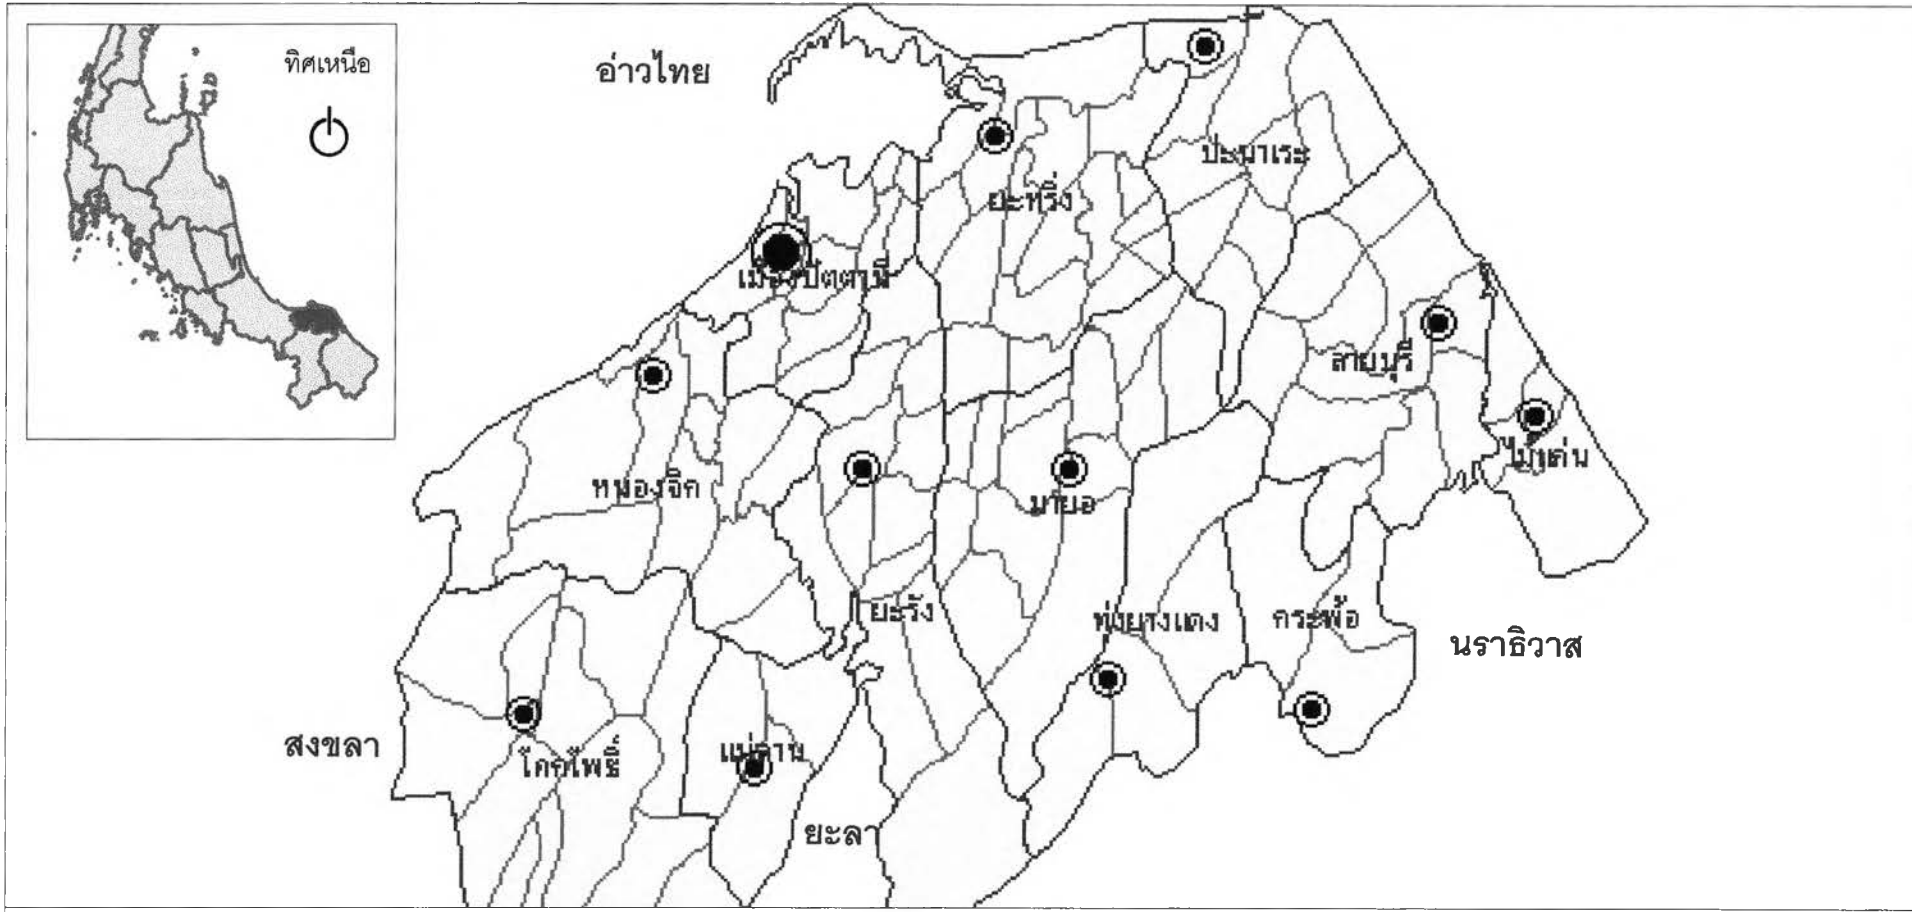 ทิศเหนือ
อ่าวไทย
ปะนาเระ
ยะหริ่ง
เมืองปัตตานี
สายบุรี
ไม้แก่น
หนองจิก
มายอ
ยะรัง
ทุ่งยางแดง
กะพ้อ
นราธิวาส
สงขลา
โคกโพธิ์
แม่ลาน
ยะลา